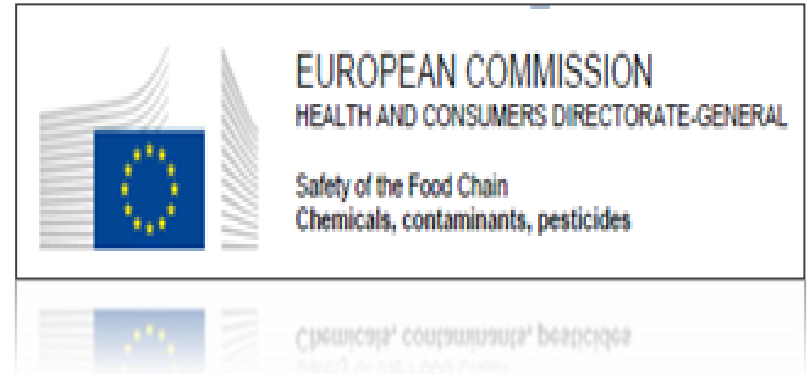 EUROPEAN COMMISSION
HEALTH AND CONSUMERS DIRECTORATE-GENERAL
Safety of the Food Chain
Chemicals, contaminants, pesticides